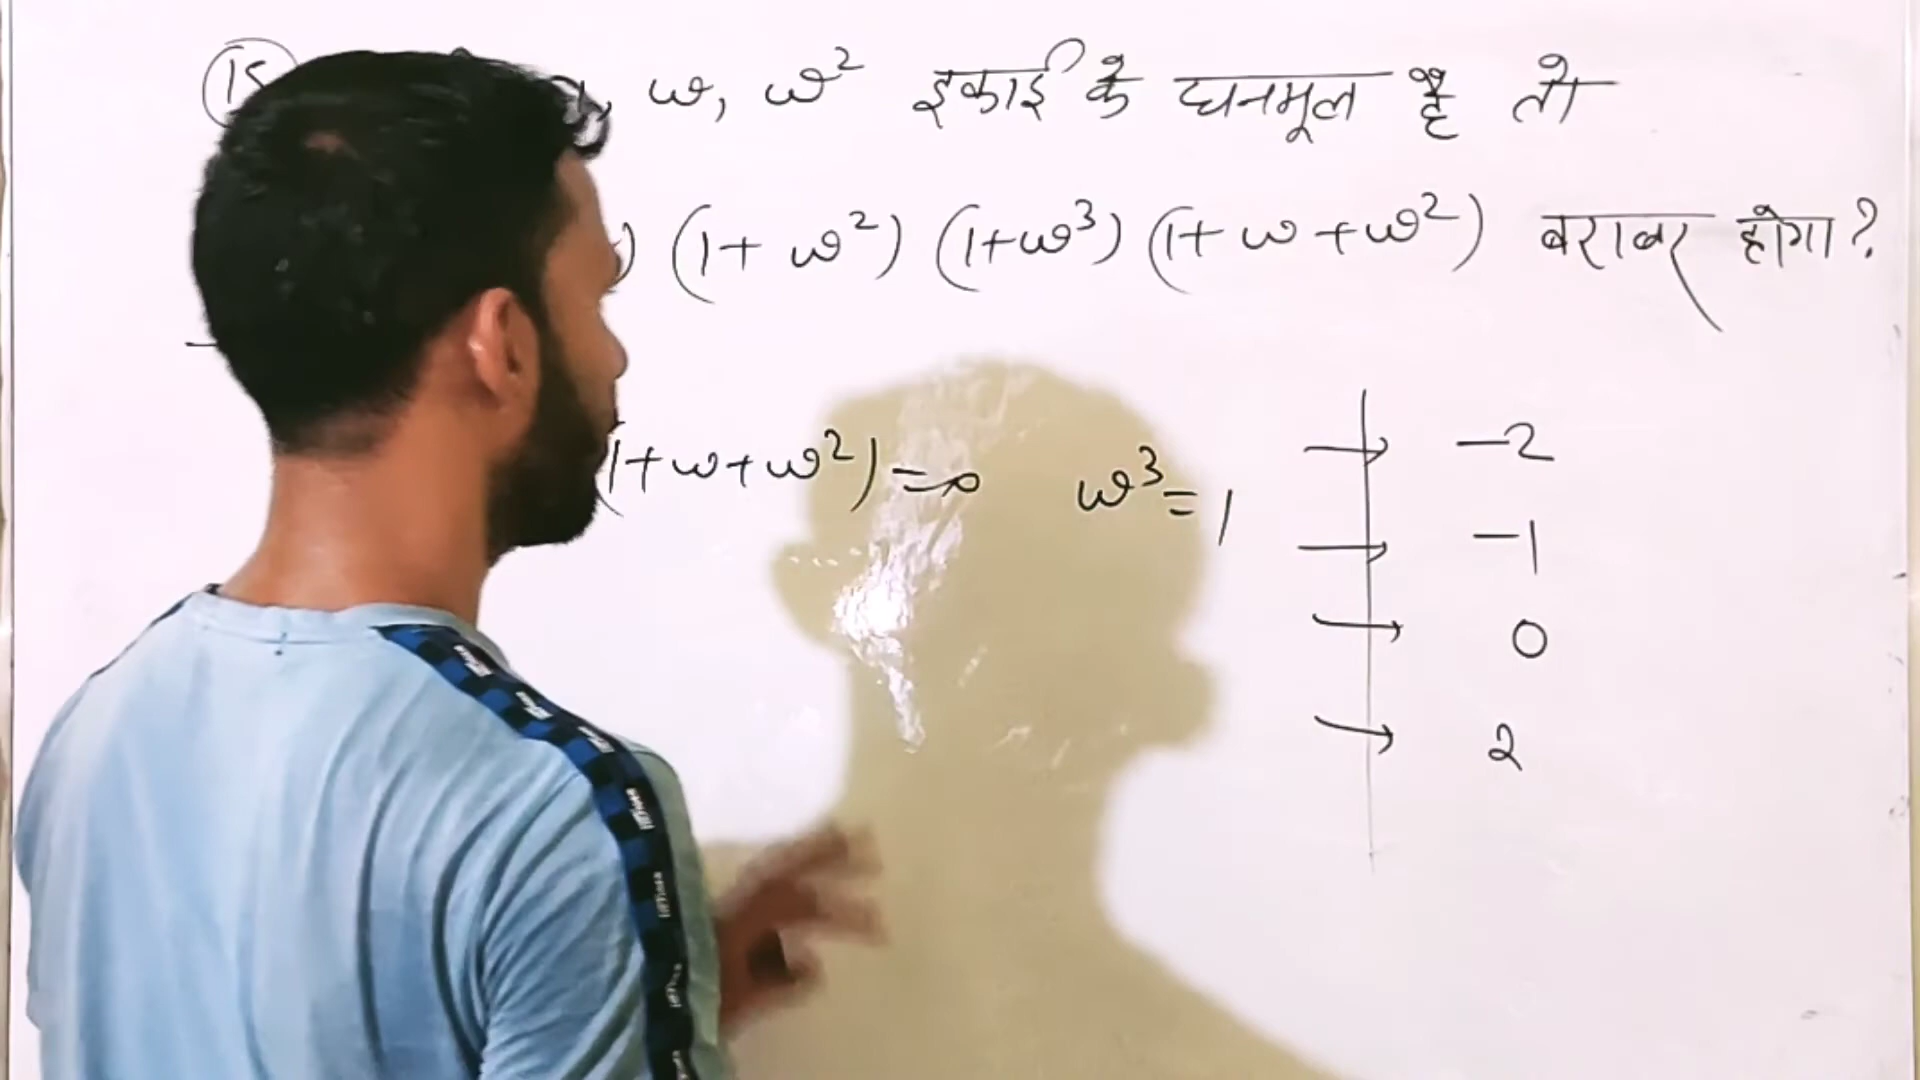 ω, ω² इकाई के घनमूल है तो
) (1+ ω²) (1+ω³) (1+ ω +ω²) बराबर होगा?
(1+ω+ω²)=0 ω³=1
→ -2
→ -1
→ 0
→ 2